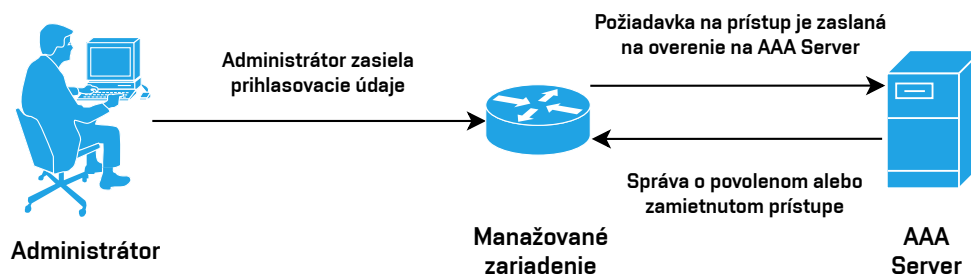 Administrátor zasiela
prihlasovacie údaje
Požiadavka na prístup je zaslaná
na overenie na AAA Server
Správa o povolenom alebo
zamietnutom prístupe
Administrátor
Manažované
zariadenie
AAA
Server